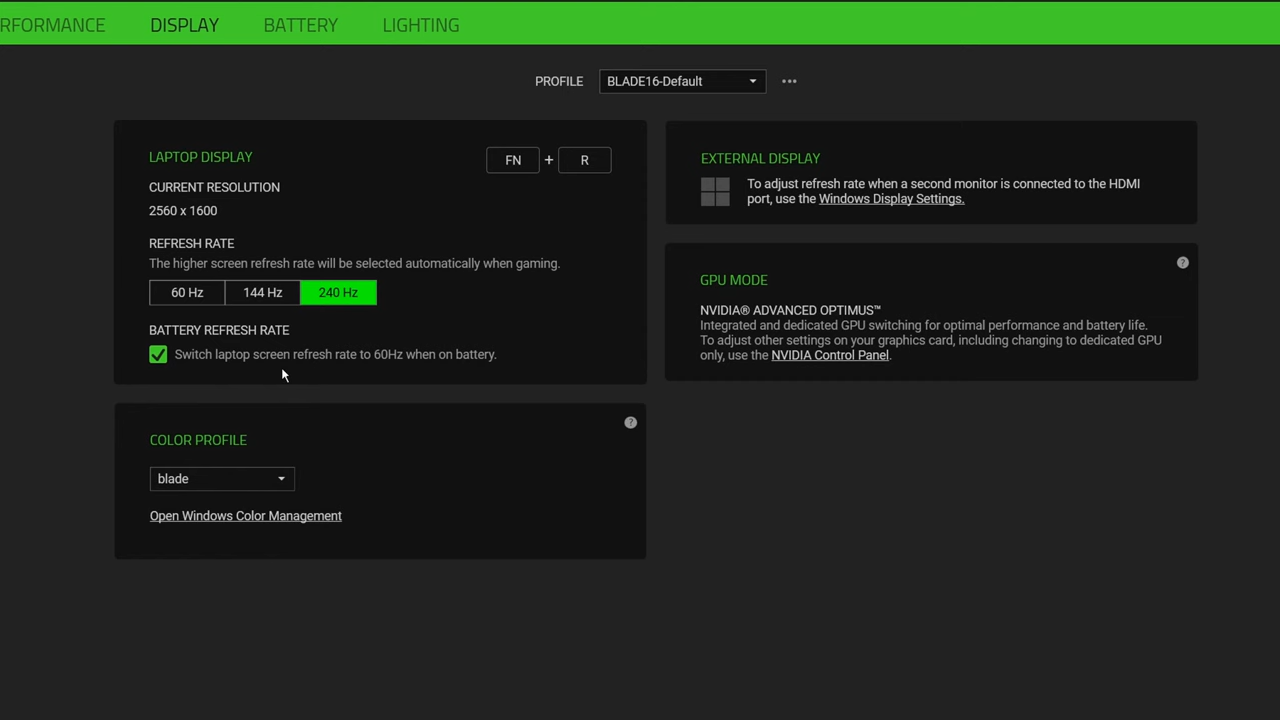 RFORMANCE DISPLAY BATTERY LIGHTING
PROFILE BLADE16-Default
LAPTOP DISPLAY FN + R
CURRENT RESOLUTION
2560 x 1600
REFRESH RATE
The higher screen refresh rate will be selected automatically when gaming.
60 Hz 144 Hz 240 Hz
BATTERY REFRESH RATE
Switch laptop screen refresh rate to 60Hz when on battery.
COLOR PROFILE ?
blade
Open Windows Color Management
EXTERNAL DISPLAY
To adjust refresh rate when a second monitor is connected to the HDMI
port, use the Windows Display Settings.
?
GPU MODE
NVIDIA® ADVANCED OPTIMUS™
Integrated and dedicated GPU switching for optimal performance and battery life.
To adjust other settings on your graphics card, including changing to dedicated GPU
only, use the NVIDIA Control Panel.